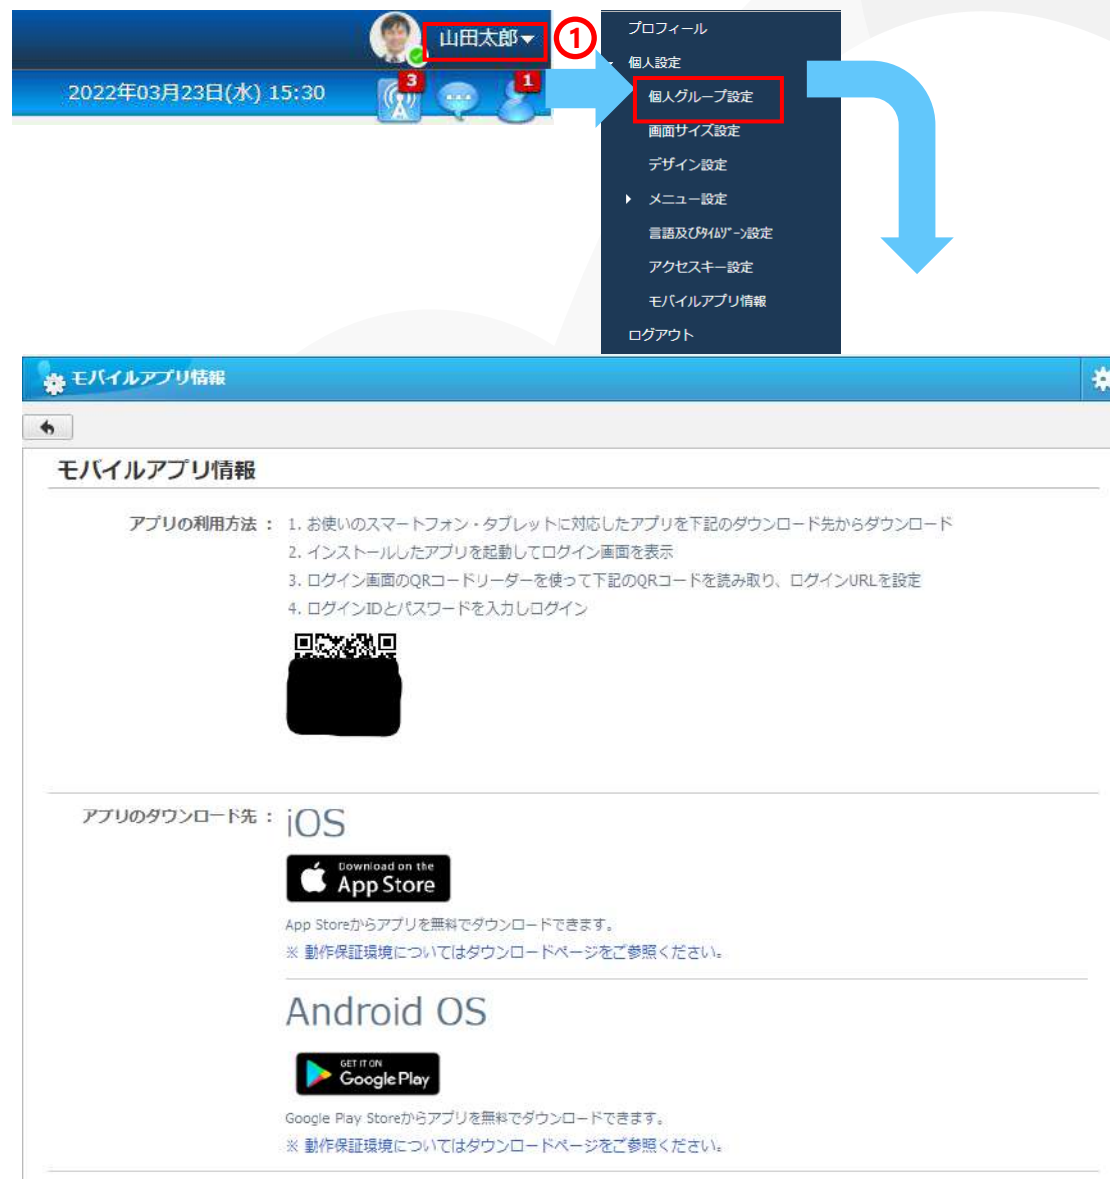 山田太郎
①
2022年03月23日(水) 15:30
3
1
プロフィール
個人設定
個人グループ設定
画面サイズ設定
デザイン設定
メニュー設定
言語及びﾀｲﾑｿﾞｰﾝ設定
アクセスキー設定
モバイルアプリ情報
ログアウト
モバイルアプリ情報
モバイルアプリ情報
アプリの利用方法 : 1. お使いのスマートフォン・タブレットに対応したアプリを下記のダウンロード先からダウンロード
2. インストールしたアプリを起動してログイン画面を表示
3. ログイン画面のQRコードリーダーを使って下記のQRコードを読み取り、ログインURLを設定
4. ログインIDとパスワードを入力しログイン
アプリのダウンロード先 : iOS
Download on the
App Store
App Storeからアプリを無料でダウンロードできます。
※ 動作保証環境についてはダウンロードページをご参照ください。
Android OS
GET IT ON
Google Play
Google Play Storeからアプリを無料でダウンロードできます。
※ 動作保証環境についてはダウンロードページをご参照ください。